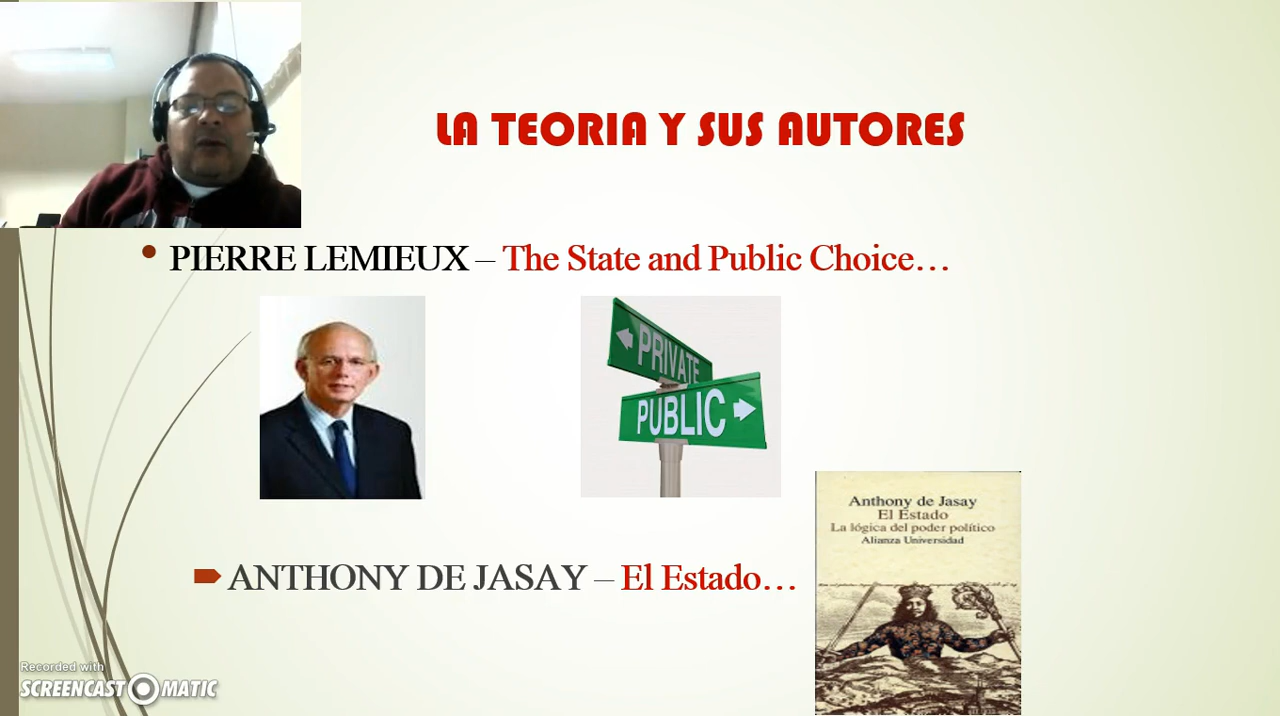 LA TEORIA Y SUS AUTORES
PIERRE LEMIEUX – The State and Public Choice…
PRIVATE
PUBLIC
Anthony de Jasay
El Estado
La lógica del poder político
Alianza Universidad
ANTHONY DE JASAY – El Estado…
Recorded with
SCREENCAST MATIC